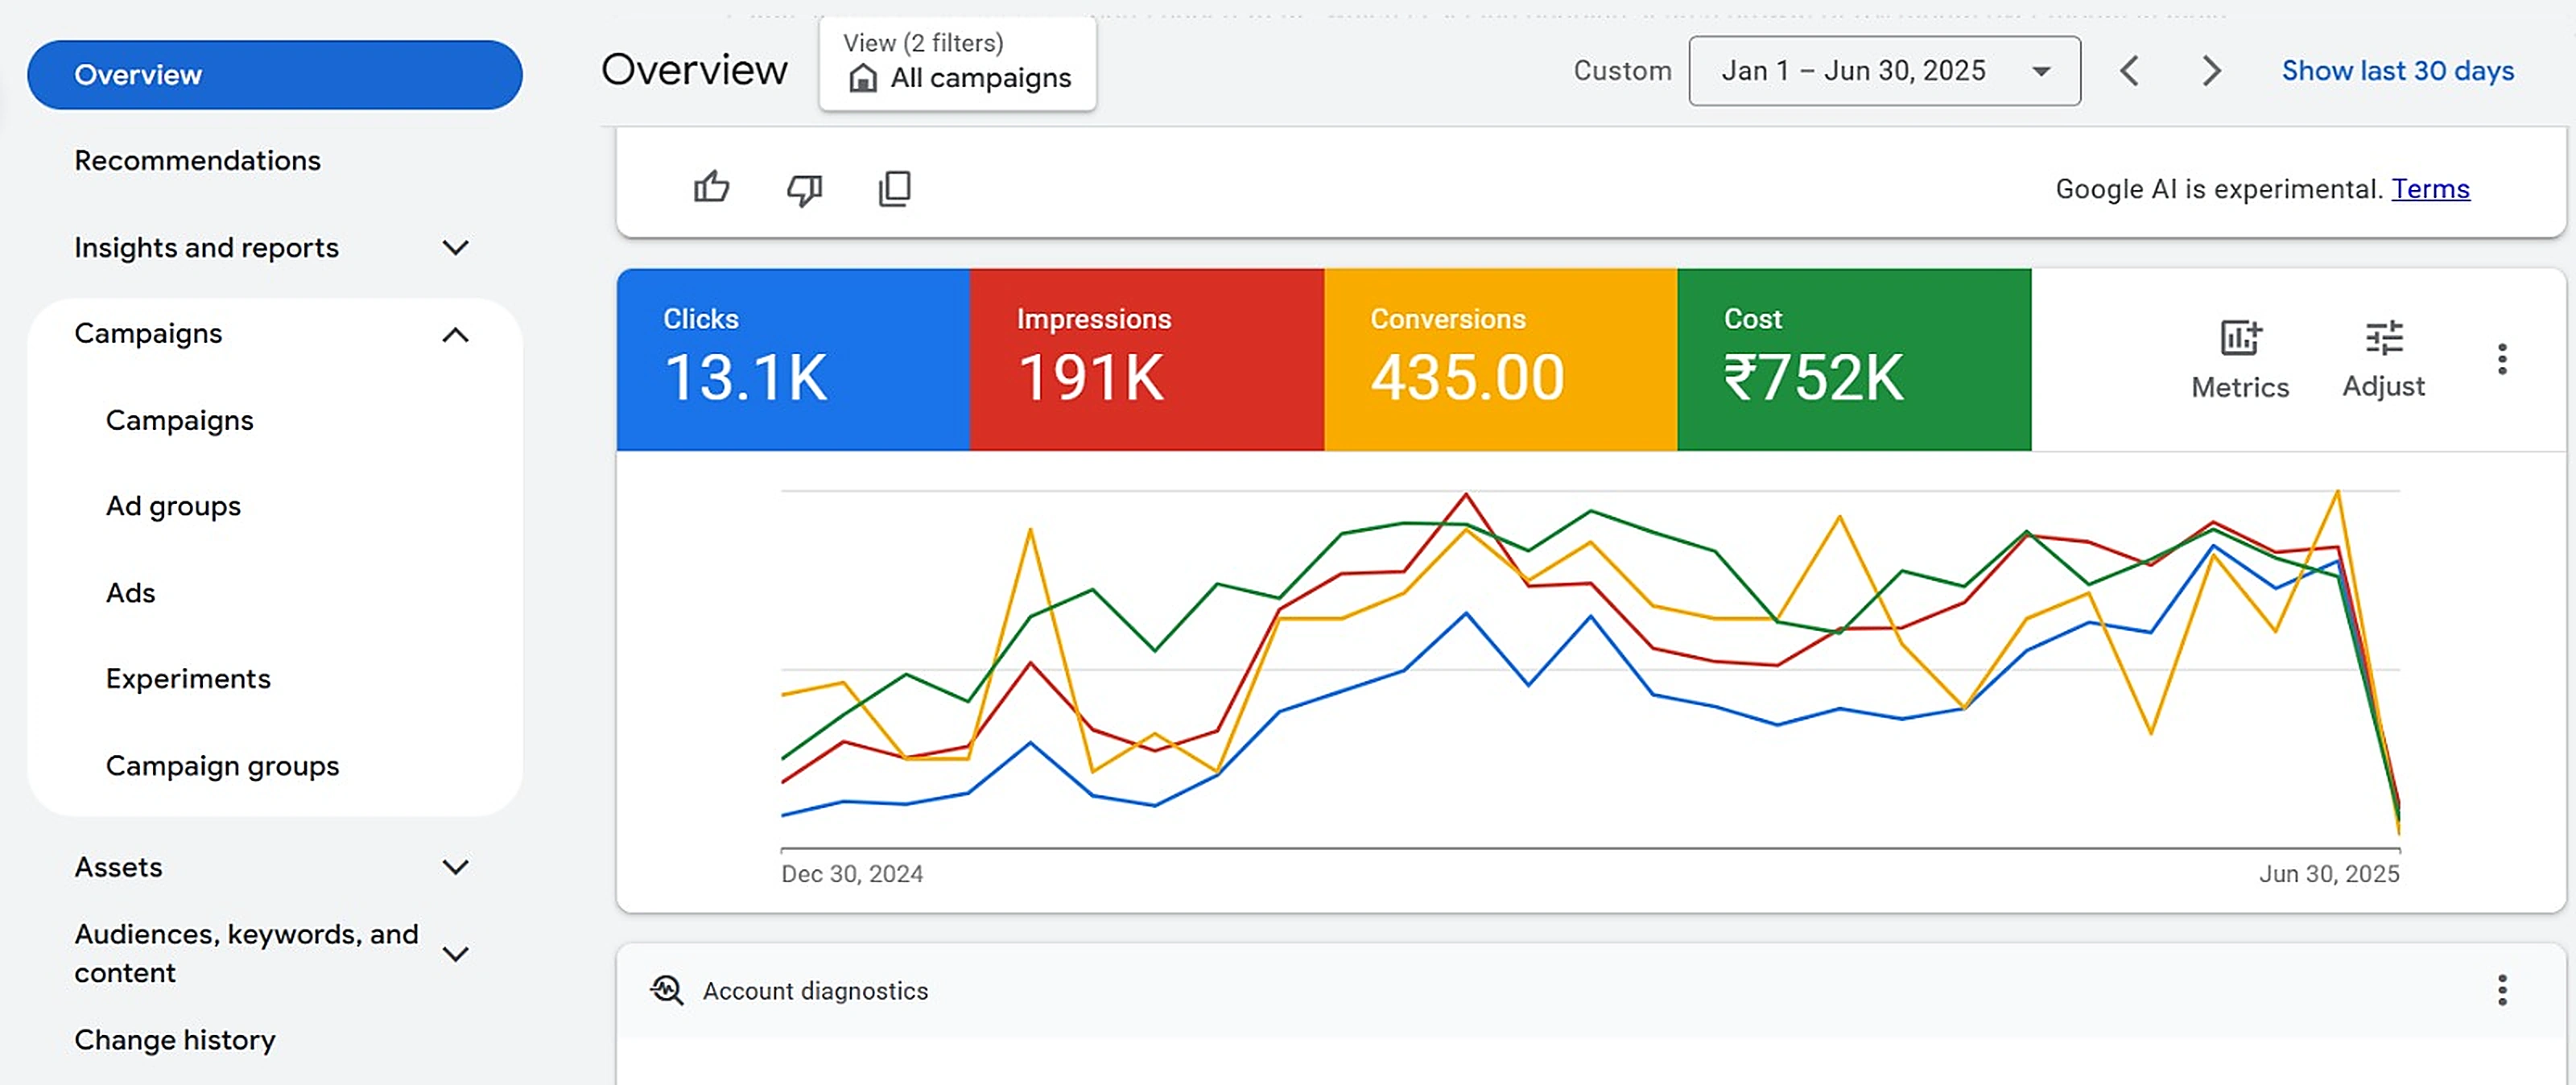 Overview
Recommendations
Insights and reports
Campaigns
Campaigns
Ad groups
Ads
Experiments
Campaign groups
Assets
Audiences, keywords, and
content
Change history
Overview
View (2 filters)
All campaigns
Custom
Jan 1 – Jun 30, 2025
Show last 30 days
Google AI is experimental. Terms
Clicks
13.1K
Impressions
191K
Conversions
435.00
Cost
₹752K
Metrics
Adjust
Dec 30, 2024
Jun 30, 2025
Account diagnostics